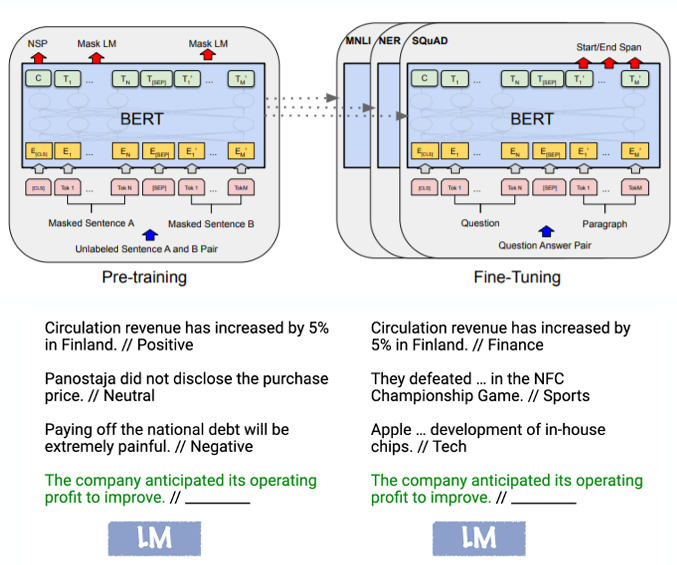 NSP Mask LM Mask LM
C T1 ... TN T[SEP] T1' ... TM'
BERT
E[CLS] E1 ... EN E[SEP] E1' ... EM'
[CLS] Tok 1 ... Tok N [SEP] Tok 1 ... TokM
Masked Sentence A Masked Sentence B
Unlabeled Sentence A and B Pair
Pre-training
MNLI NER SQuAD
Start/End Span
C T1 ... TN T[SEP] T1' ... TM'
BERT
E[CLS] E1 ... EN E[SEP] E1' ... EM'
[CLS] Tok 1 ... Tok N [SEP] Tok 1 ... TokM
Question Paragraph
Question Answer Pair
Fine-Tuning
Circulation revenue has increased by 5%
in Finland. // Positive
Panostaja did not disclose the purchase
price. // Neutral
Paying off the national debt will be
extremely painful. // Negative
The company anticipated its operating
profit to improve. // ________
LM
Circulation revenue has increased by
5% in Finland. // Finance
They defeated ... in the NFC
Championship Game. // Sports
Apple ... development of in-house
chips. // Tech
The company anticipated its operating
profit to improve. // ________
LM